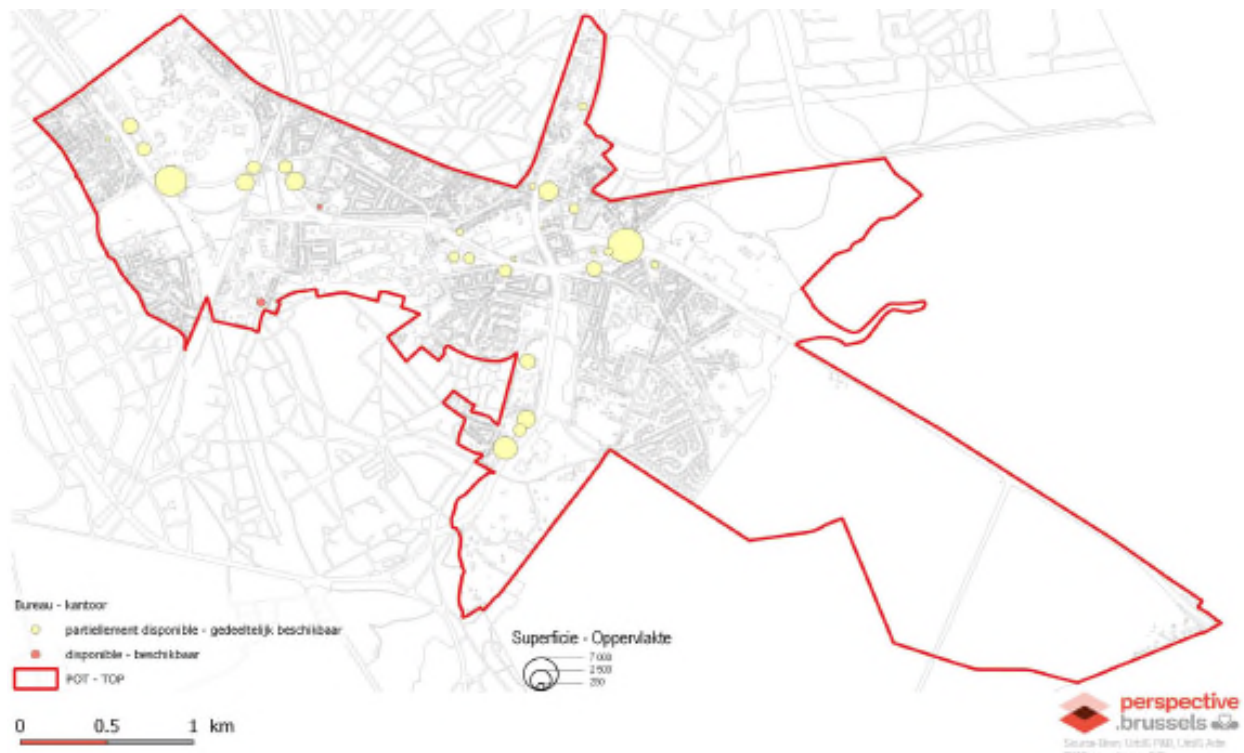 Bureau - kantoor
partiellement disponible - gedeeltelijk beschikbaar
disponible - beschikbaar
POT - TOP
Superficie - Oppervlakte
7 000
2 500
250
0 0.5 1 km
perspective
.brussels